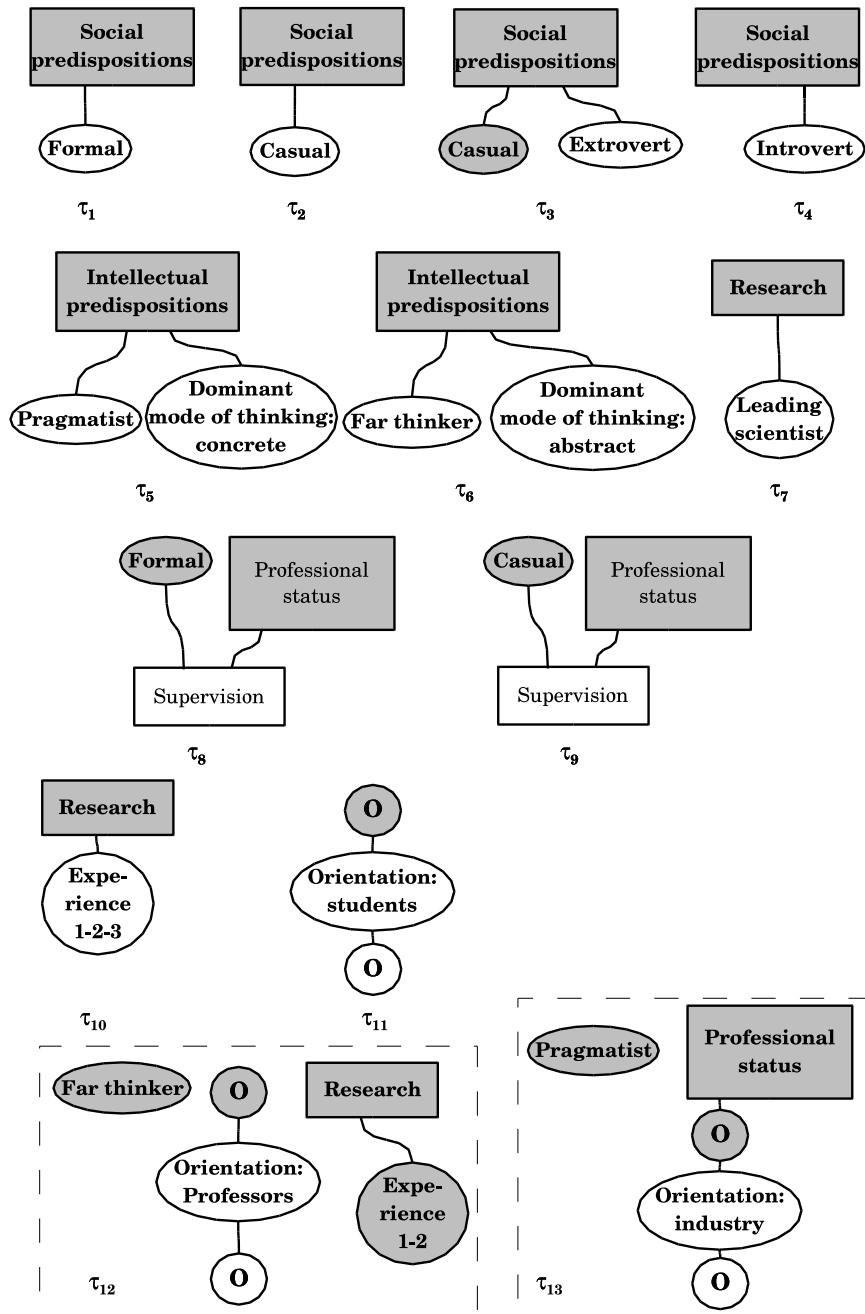 Social
predispositions
Formal
τ1
Social
predispositions
Casual
τ2
Social
predispositions
Casual
Extrovert
τ3
Social
predispositions
Introvert
τ4
Intellectual
predispositions
Pragmatist
Dominant
mode of thinking:
concrete
τ5
Intellectual
predispositions
Far thinker
Dominant
mode of thinking:
abstract
τ6
Research
Leading
scientist
τ7
Formal
Professional
status
Supervision
τ8
Casual
Professional
status
Supervision
τ9
Research
Expe-
rience
1-2-3
τ10
O
Orientation:
students
O
τ11
Far thinker
O
Orientation:
Professors
O
Research
Expe-
rience
1-2
τ12
Pragmatist
Professional
status
O
Orientation:
industry
O
τ13